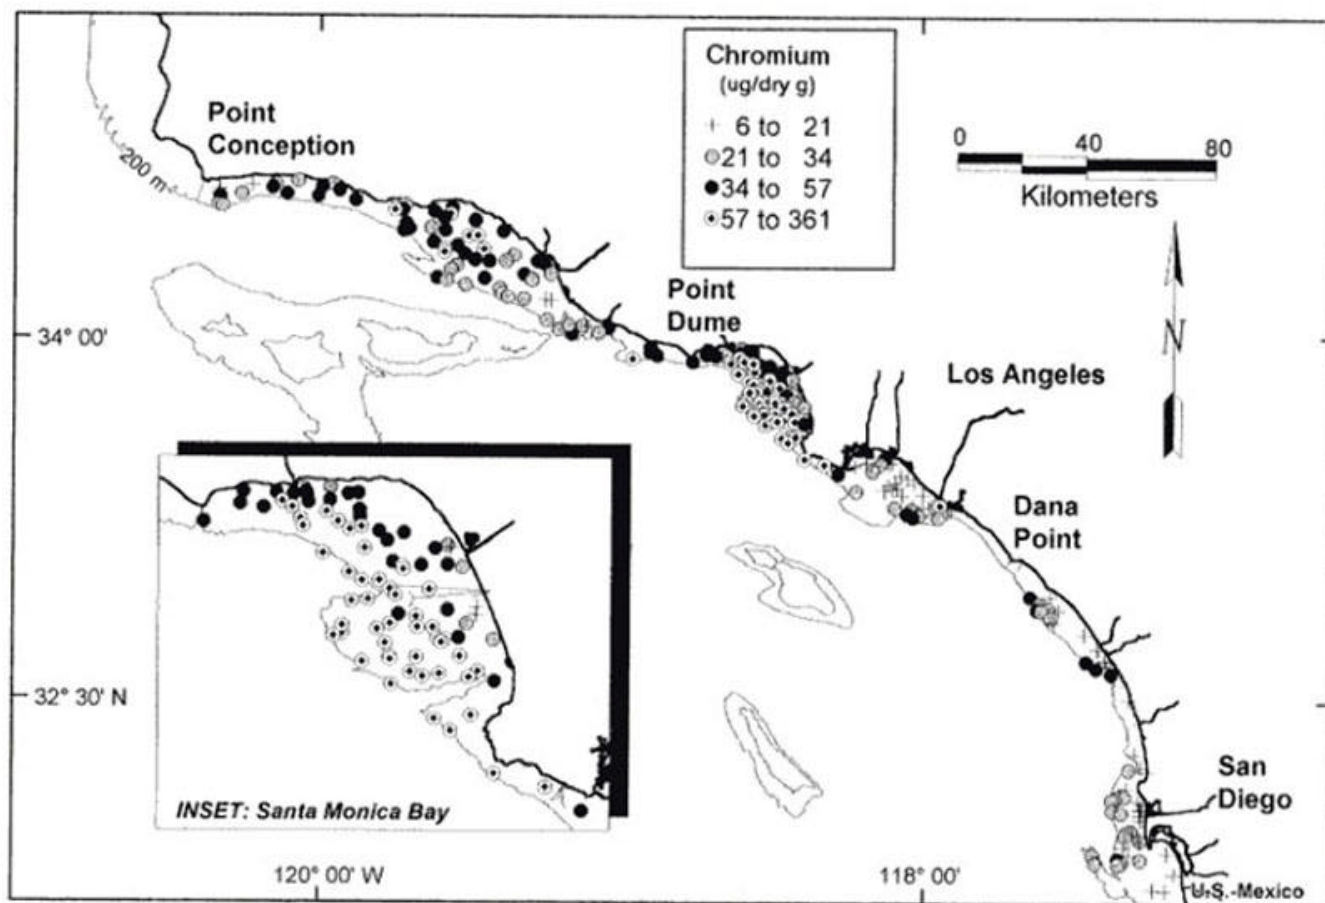 Chromium
(ug/dry g)
6 to 21
21 to 34
34 to 57
57 to 361
0 40 80
Kilometers
N
Point
Conception
200 m
Point
Dume
34° 00'
Los Angeles
Dana
Point
32° 30' N
San
Diego
INSET: Santa Monica Bay
120° 00' W
118° 00'
U.S.-Mexico